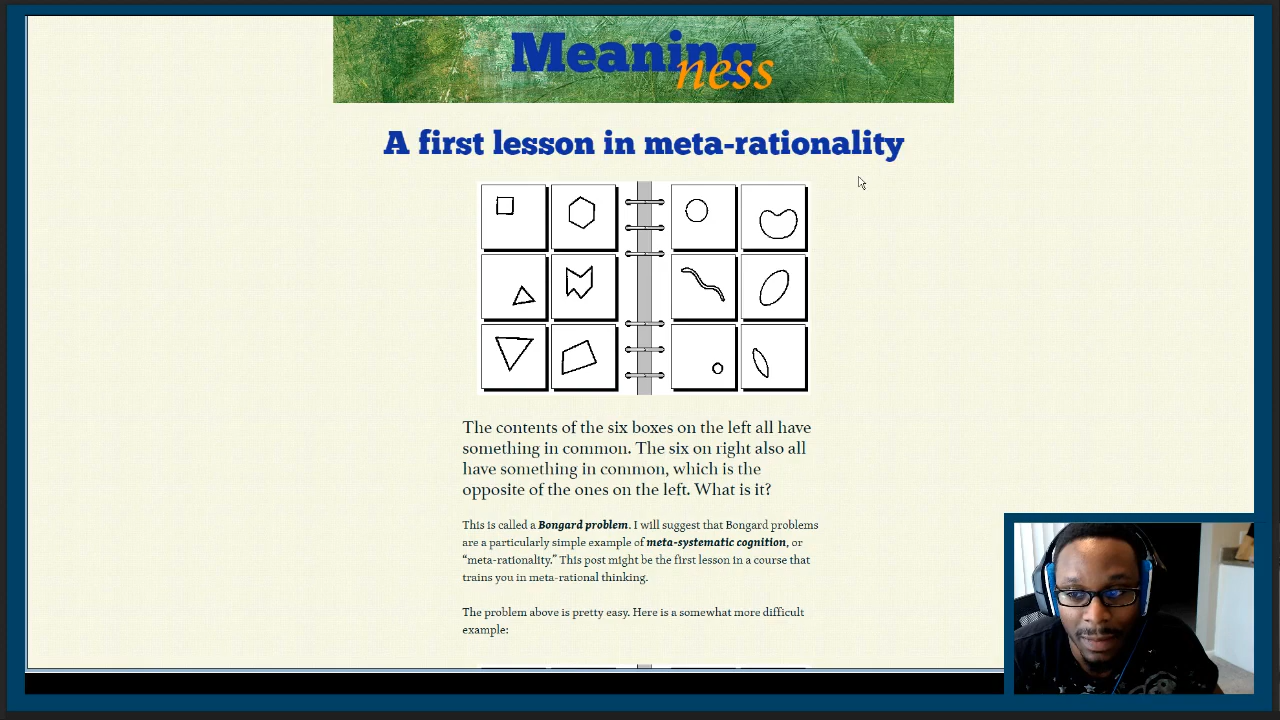 Meaningness
A first lesson in meta-rationality
The contents of the six boxes on the left all have
something in common. The six on right also all
have something in common, which is the
opposite of the ones on the left. What is it?
This is called a Bongard problem. I will suggest that Bongard problems
are a particularly simple example of meta-systematic cognition, or
“meta-rationality.” This post might be the first lesson in a course that
trains you in meta-rational thinking.
The problem above is pretty easy. Here is a somewhat more difficult
example: